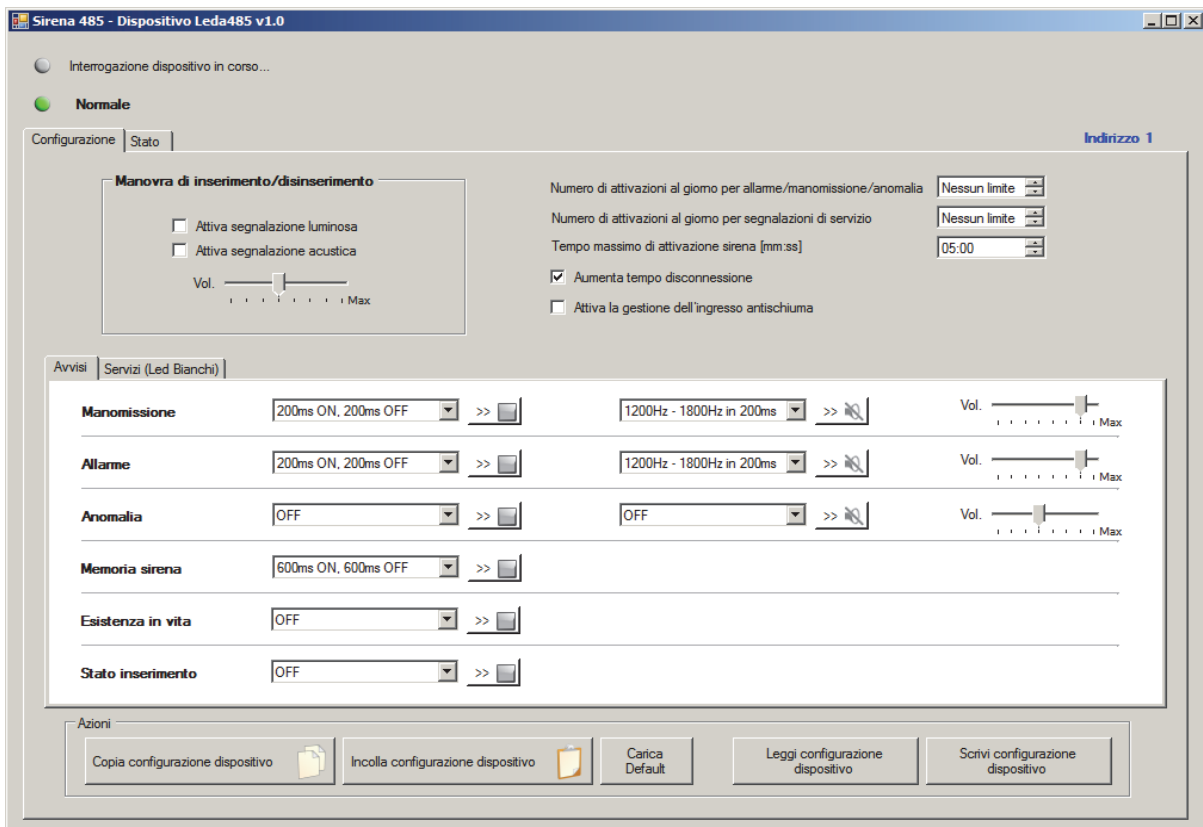 Sirena 485 - Dispositivo Leda485 v1.0
Interrogazione dispositivo in corso...
Normale
Configurazione Stato Indirizzo 1
Manovra di inserimento/disinserimento
Attiva segnalazione luminosa
Attiva segnalazione acustica
Vol. Max
Numero di attivazioni al giorno per allarme/manomissione/anomalia Nessun limite
Numero di attivazioni al giorno per segnalazioni di servizio Nessun limite
Tempo massimo di attivazione sirena [mm:ss] 05:00
Aumenta tempo disconnessione
Attiva la gestione dell'ingresso antischiuma
Avvisi Servizi (Led Bianchi)
Manomissione 200ms ON, 200ms OFF >> 1200Hz - 1800Hz in 200ms >> Vol. Max
Allarme 200ms ON, 200ms OFF >> 1200Hz - 1800Hz in 200ms >> Vol. Max
Anomalia OFF >> OFF >> Vol. Max
Memoria sirena 600ms ON, 600ms OFF >>
Esistenza in vita OFF >>
Stato inserimento OFF >>
Azioni
Copia configurazione dispositivo
Incolla configurazione dispositivo
Carica
Default
Leggi configurazione
dispositivo
Scrivi configurazione
dispositivo